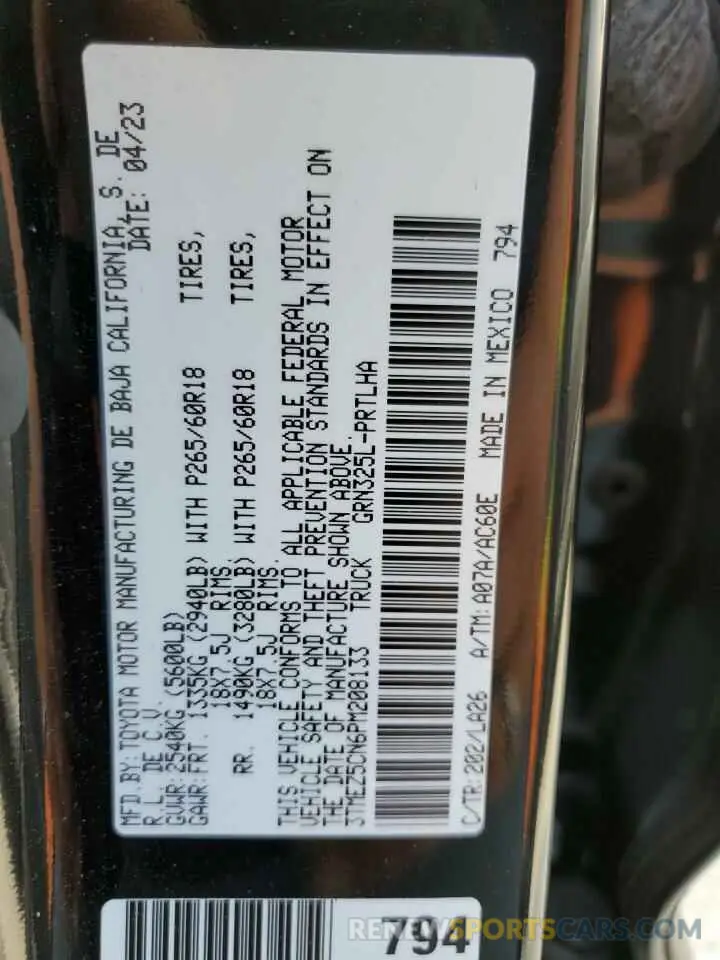 MFD.BY: TOYOTA MOTOR MANUFACTURING DE BAJA CALIFORNIA, S. DE
R.L. DE C.V. DATE: 04/23
GVWR: 2540KG (5600LB)
GAWR: FRT. 1335KG (2940LB) WITH P265/60R18 TIRES,
18X7.5J RIMS.
RR. 1490KG (3280LB) WITH P265/60R18 TIRES,
18X7.5J RIMS.
THIS VEHICLE CONFORMS TO ALL APPLICABLE FEDERAL MOTOR
VEHICLE SAFETY AND THEFT PREVENTION STANDARDS IN EFFECT ON
THE DATE OF MANUFACTURE SHOWN ABOVE.
3TMEZ5CN6PM208133 TRUCK GRN325L-PRTLHA
C/TR: 202/LA26 A/TM: A07A/AC60E MADE IN MEXICO 794
794
RENEWSPORTSCARS.COM